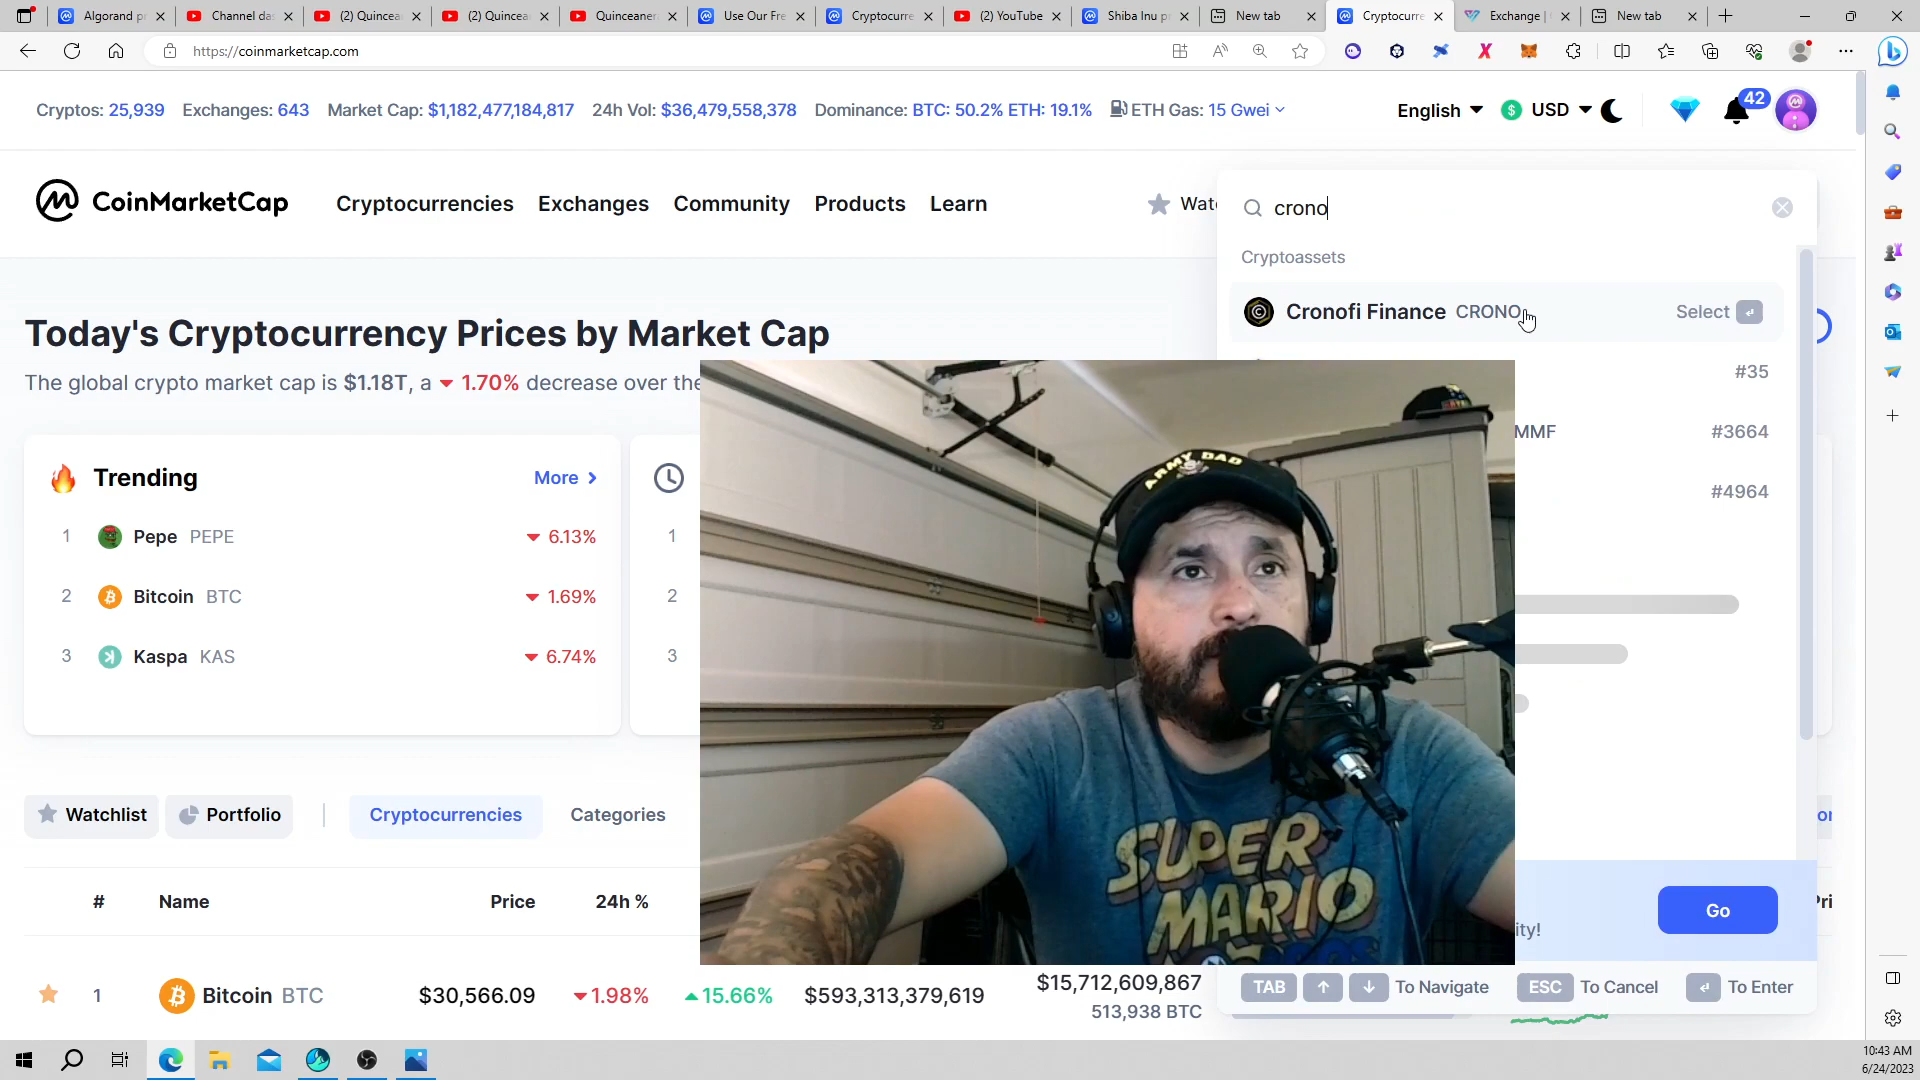 Algorand pr
Channel da
(2) Quincea
(2) Quincea
Quinceaner
Use Our Fre
Cryptocurre
(2) YouTube
Shiba Inu p
New tab
Cryptocurre
Exchange |
New tab
https://coinmarketcap.com
Cryptos: 25,939 Exchanges: 643 Market Cap: $1,182,477,184,817 24h Vol: $36,479,558,378 Dominance: BTC: 50.2% ETH: 19.1% ETH Gas: 15 Gwei
English
$ USD
42
CoinMarketCap
Cryptocurrencies Exchanges Community Products Learn
Wat
crono
Cryptoassets
Cronofi Finance CRONO
Select
#35
MMF #3664
#4964
Today's Cryptocurrency Prices by Market Cap
The global crypto market cap is $1.18T, a 1.70% decrease over the
Trending More
1 Pepe PEPE 6.13%
2 Bitcoin BTC 1.69%
3 Kaspa KAS 6.74%
1
2
3
ARMY DAD
SUPER
MARIO
BROS
Watchlist Portfolio Cryptocurrencies Categories
# Name Price 24h %
Pri
ity!
Go
1 Bitcoin BTC $30,566.09 1.98% 15.66% $593,313,379,619 $15,712,609,867
513,938 BTC
TAB To Navigate ESC To Cancel To Enter
10:43 AM
6/24/2023